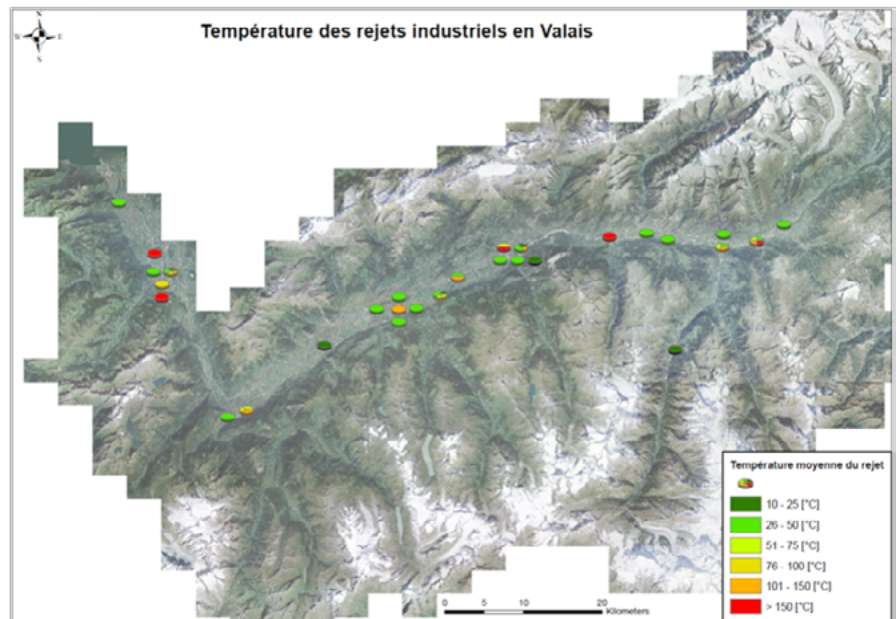 Température des rejets industriels en Valais
N
W
E
S
Température moyenne du rejet
10 - 25 [°C]
26 - 50 [°C]
51 - 75 [°C]
76 - 100 [°C]
101 - 150 [°C]
> 150 [°C]
0 5 10 20
Kilometers